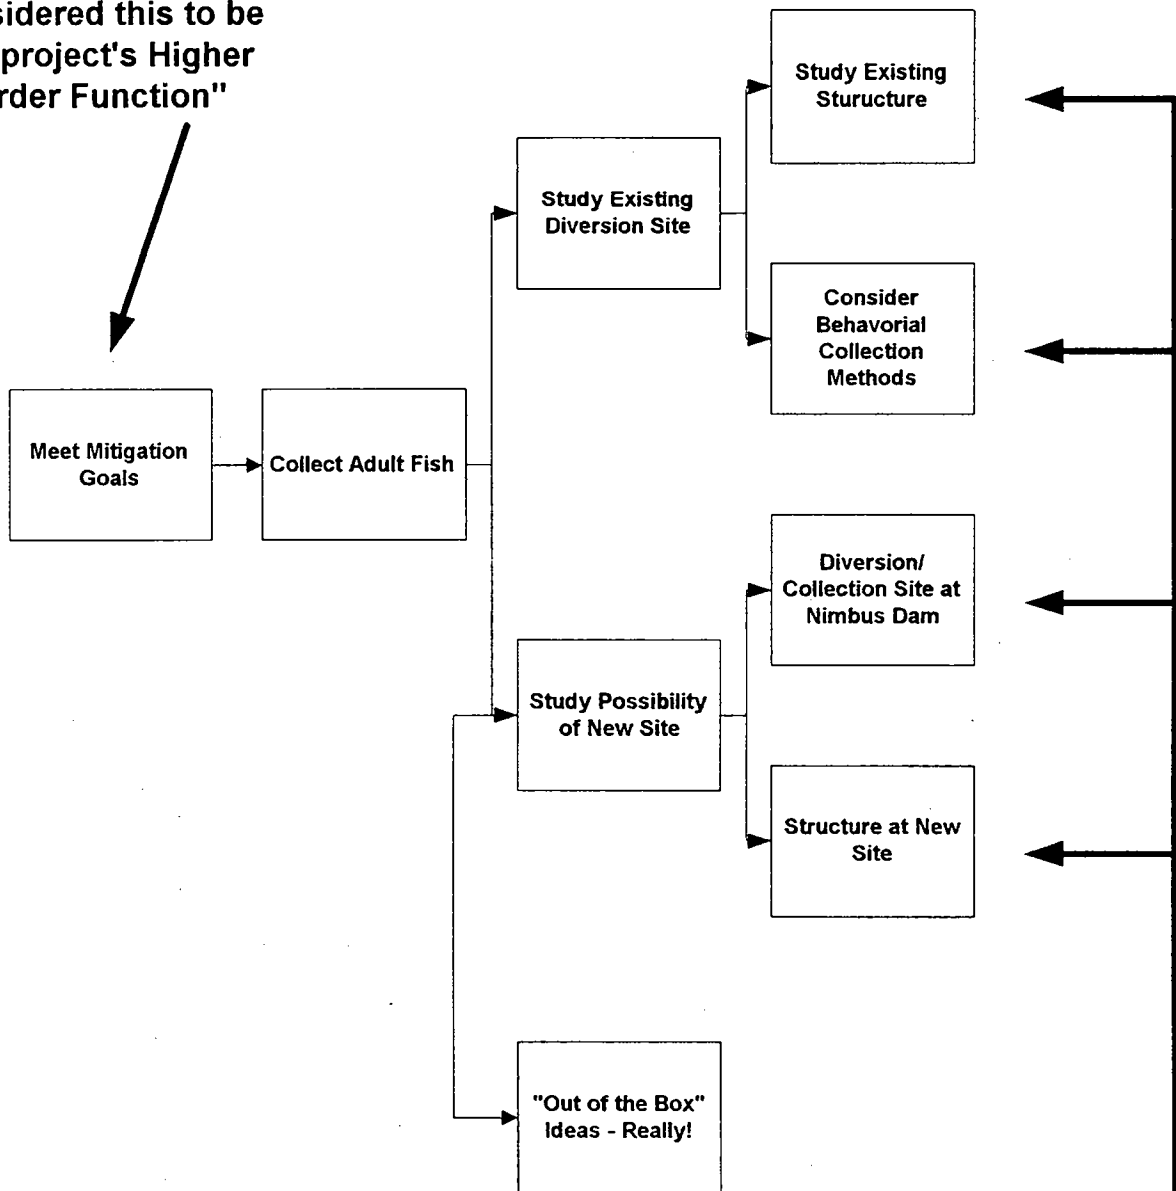 sidered this to be
project's Higher
rder Function"
Study Existing
Sturucture
Study Existing
Diversion Site
Consider
Behavorial
Collection
Methods
Meet Mitigation
Goals
Collect Adult Fish
Diversion/
Collection Site at
Nimbus Dam
Study Possibility
of New Site
Structure at New
Site
"Out of the Box"
Ideas - Really!